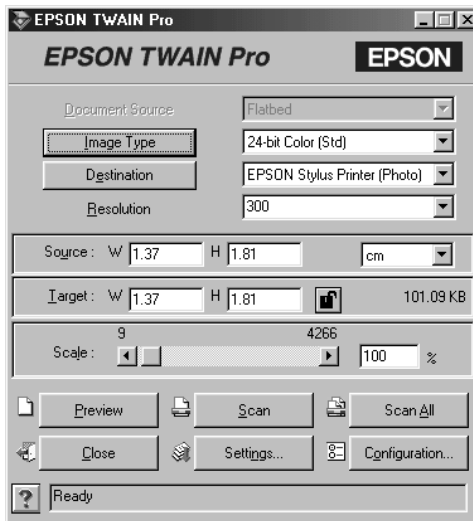 EPSON TWAIN Pro
EPSON TWAIN Pro EPSON
Document Source Flatbed
Image Type 24-bit Color (Std)
Destination EPSON Stylus Printer (Photo)
Resolution 300
Source : W 1.37 H 1.81 cm
Target : W 1.37 H 1.81 101.09 KB
9 4266
Scale : 100 %
Preview Scan Scan All
Close Settings... Configuration...
? Ready